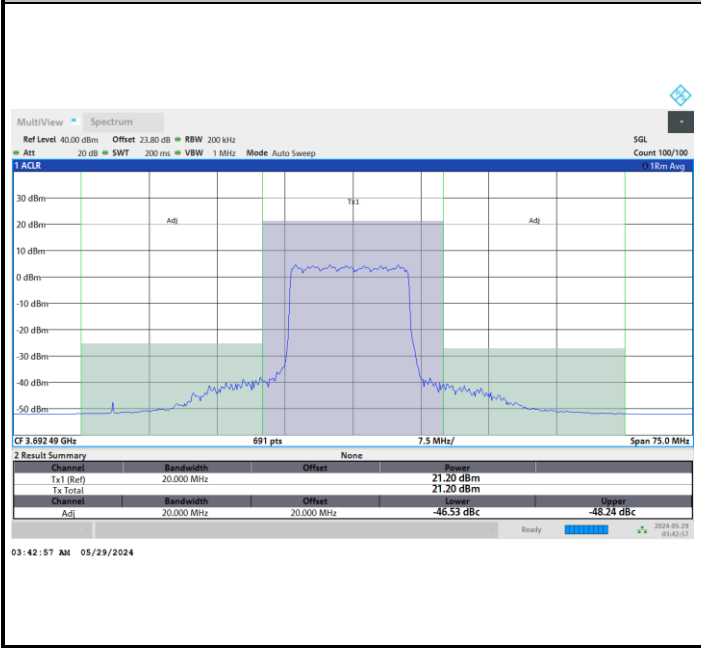 MultiView Spectrum
Ref Level 40.00 dBm Offset 23.80 dB RBW 200 kHz SGL
Att 20 dB SWT 200 ms VBW 1 MHz Mode Auto Sweep Count 100/100
1 ACLR 1Rm Avg
30 dBm
Tx1
20 dBm
Adj Adj
10 dBm
0 dBm
-10 dBm
-20 dBm
-30 dBm
-40 dBm
-50 dBm
CF 3.692 49 GHz 691 pts 7.5 MHz/ Span 75.0 MHz
2 Result Summary None
Channel Bandwidth Offset Power
Tx1 (Ref) 20.000 MHz 21.20 dBm
Tx Total 21.20 dBm
Channel Bandwidth Offset Lower Upper
Adj 20.000 MHz 20.000 MHz -46.53 dBc -48.24 dBc
Ready 2024-05-29
03:42:57
03:42:57 AM 05/29/2024